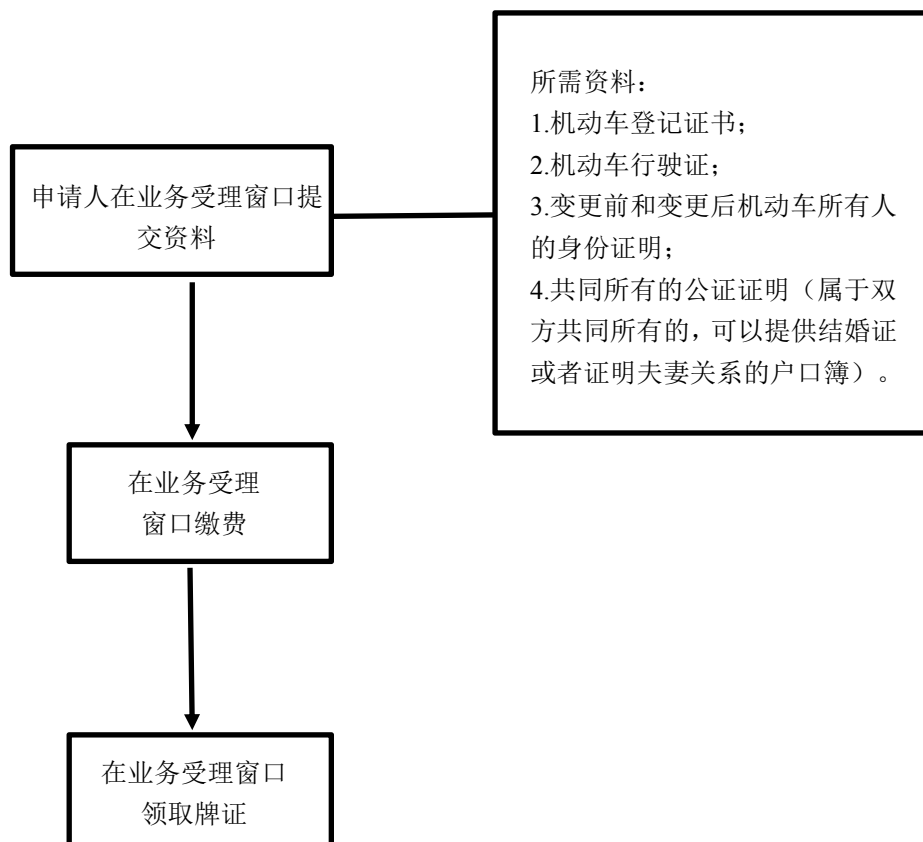 申请人在业务受理窗口提
交资料
所需资料：
1.机动车登记证书；
2.机动车行驶证；
3.变更前和变更后机动车所有人
的身份证明；
4.共同所有的公证证明（属于双
方共同所有的，可以提供结婚证
或者证明夫妻关系的户口簿）。
在业务受理
窗口缴费
在业务受理窗口
领取牌证